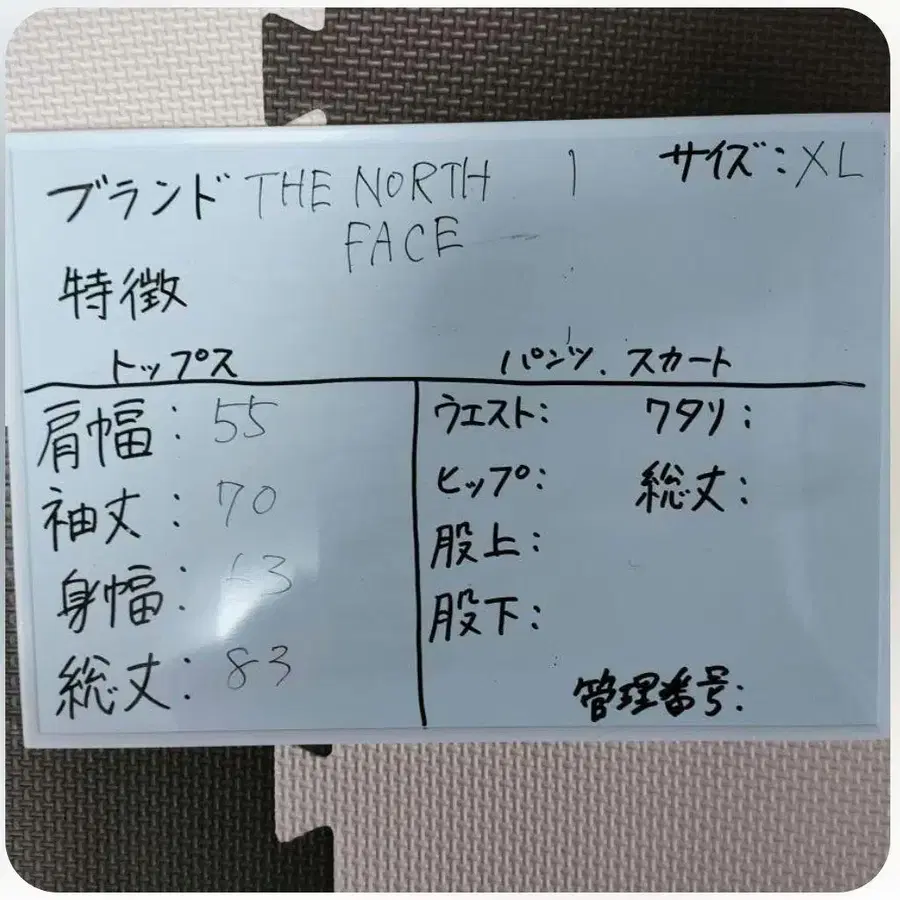 ブランド THE NORTH FACE
サイズ：XL
特徴
トップス
肩幅：55
袖丈：70
身幅：63
総丈：83
パンツ、スカート
ウエスト：
ヒップ：
股上：
股下：
ワタリ：
総丈：
管理番号：